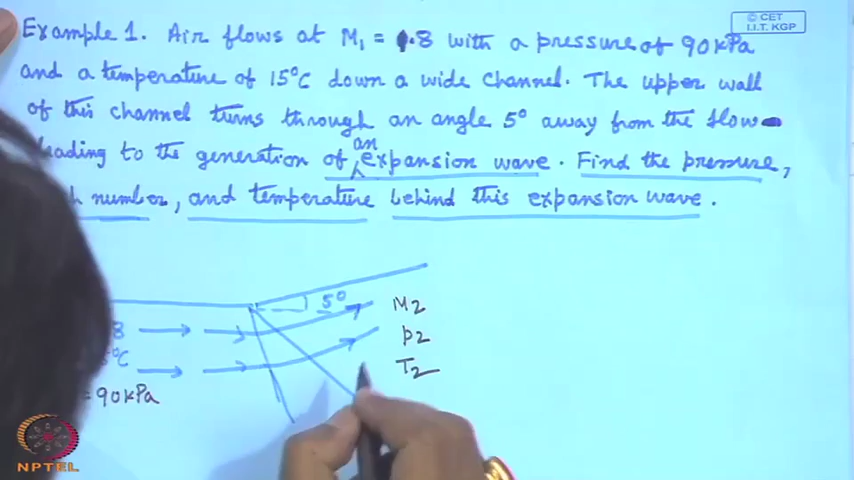 © CET
I.I.T. KGP
Example 1. Air flows at M1 = 1.8 with a pressure of 90 kPa
and a temperature of 15°C down a wide channel. The upper wall
of this channel turns through an angle 5° away from the flow
leading to the generation of an expansion wave. Find the pressure,
number, and temperature behind this expansion wave.
5°
M2
8
p2
°C
T2
= 90kPa
NPTEL